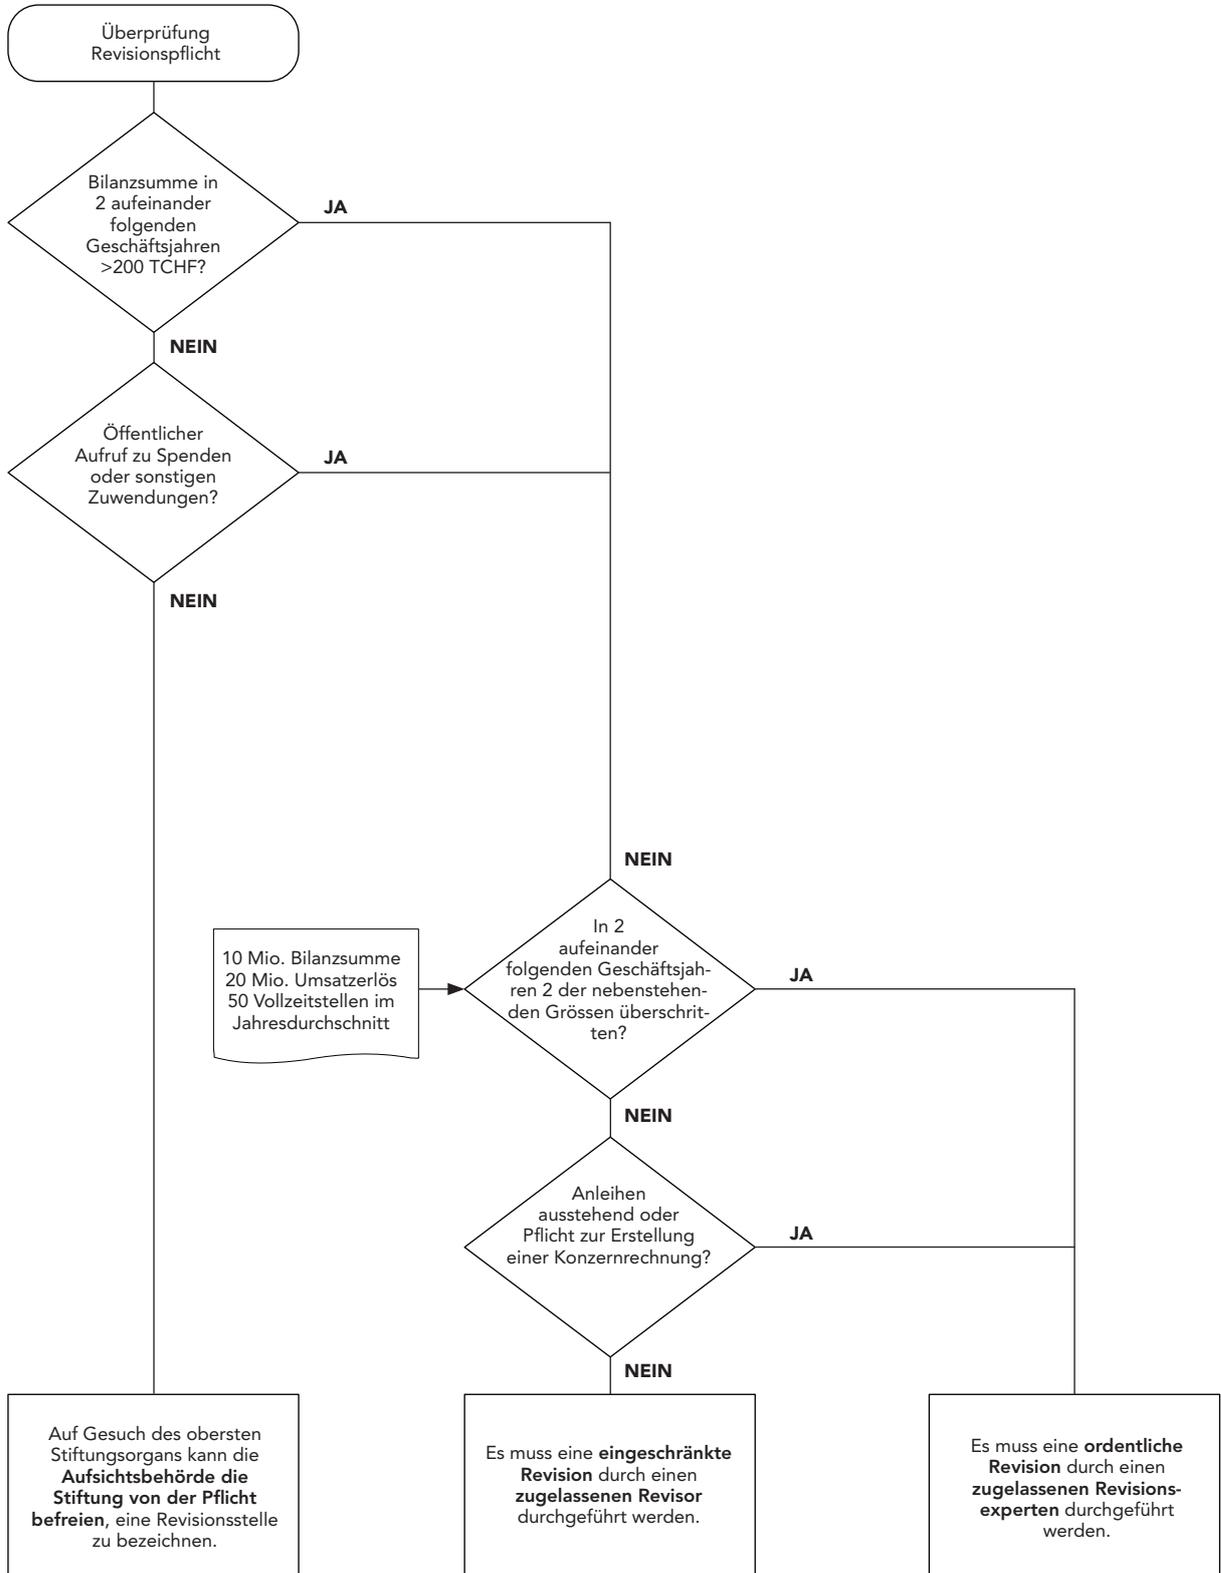 Überprüfung
Revisionspflicht
Bilanzsumme in
2 aufeinander
folgenden
Geschäftsjahren
>200 TCHF?
JA
NEIN
Öffentlicher
Aufruf zu Spenden
oder sonstigen
Zuwendungen?
JA
NEIN
NEIN
10 Mio. Bilanzsumme
20 Mio. Umsatzerlös
50 Vollzeitstellen im
Jahresdurchschnitt
In 2
aufeinander
folgenden Geschäftsjah-
ren 2 der nebenstehen-
den Grössen überschrit-
ten?
JA
NEIN
Anleihen
ausstehend oder
Pflicht zur Erstellung
einer Konzernrechnung?
JA
NEIN
Auf Gesuch des obersten
Stiftungsorgans kann die
Aufsichtsbehörde die
Stiftung von der Pflicht
befreien, eine Revisionsstelle
zu bezeichnen.
Es muss eine eingeschränkte
Revision durch einen
zugelassenen Revisor
durchgeführt werden.
Es muss eine ordentliche
Revision durch einen
zugelassenen Revisions-
experten durchgeführt
werden.